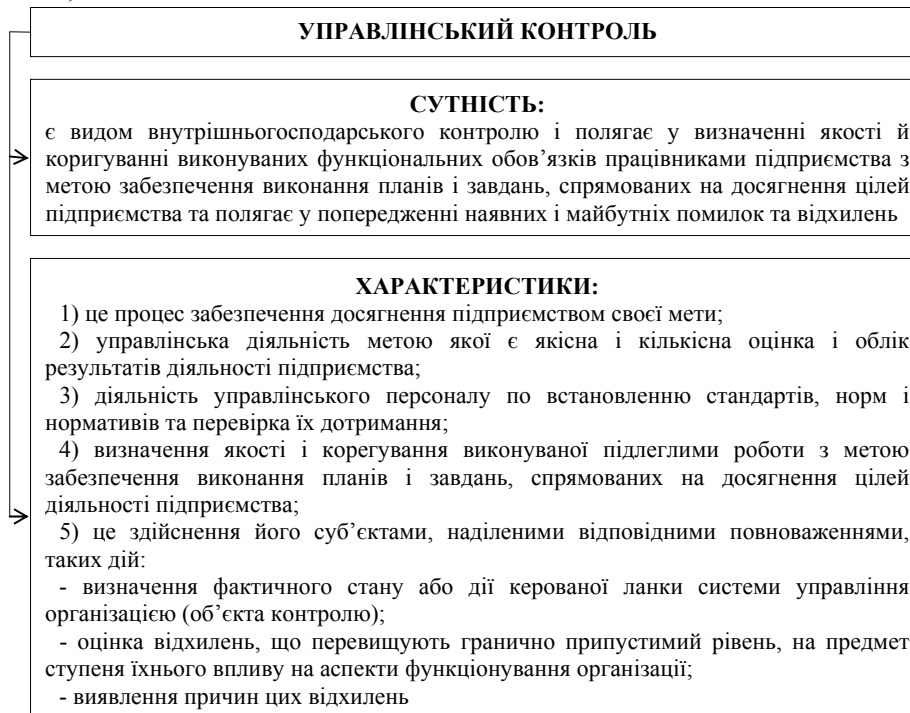 УПРАВЛІНСЬКИЙ КОНТРОЛЬ
СУТНІСТЬ:
є видом внутрішньогосподарського контролю і полягає у визначенні якості й
коригуванні виконуваних функціональних обов’язків працівниками підприємства з
метою забезпечення виконання планів і завдань, спрямованих на досягнення цілей
підприємства та полягає у попередженні наявних і майбутніх помилок та відхилень
ХАРАКТЕРИСТИКИ:
1) це процес забезпечення досягнення підприємством своєї мети;
2) управлінська діяльність метою якої є якісна і кількісна оцінка і облік
результатів діяльності підприємства;
3) діяльність управлінського персоналу по встановленню стандартів, норм і
нормативів та перевірка їх дотримання;
4) визначення якості і корегування виконуваної підлеглими роботи з метою
забезпечення виконання планів і завдань, спрямованих на досягнення цілей
діяльності підприємства;
5) це здійснення його суб’єктами, наділеними відповідними повноваженнями,
таких дій:
- визначення фактичного стану або дії керованої ланки системи управління
організацією (об’єкта контролю);
- оцінка відхилень, що перевищують гранично припустимий рівень, на предмет
ступеня їхнього впливу на аспекти функціонування організації;
- виявлення причин цих відхилень